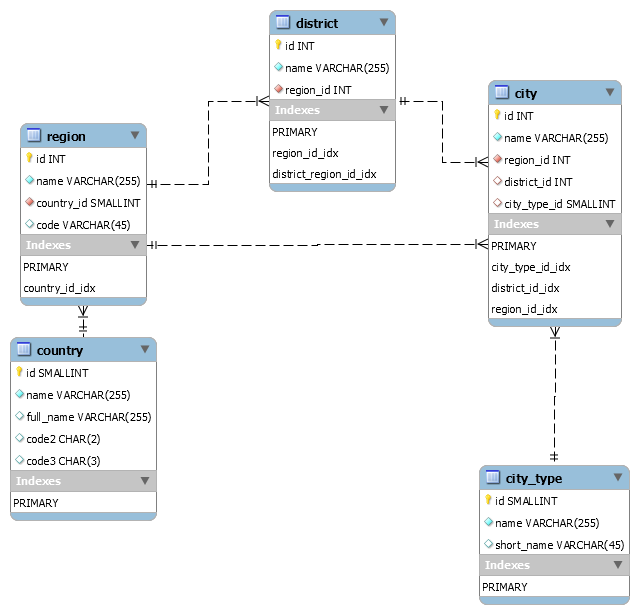 district
id INT
name VARCHAR(255)
region_id INT
Indexes
PRIMARY
region_id_idx
district_region_id_idx
city
id INT
name VARCHAR(255)
region_id INT
district_id INT
city_type_id SMALLINT
Indexes
PRIMARY
city_type_id_idx
district_id_idx
region_id_idx
region
id INT
name VARCHAR(255)
country_id SMALLINT
code VARCHAR(45)
Indexes
PRIMARY
country_id_idx
country
id SMALLINT
name VARCHAR(255)
full_name VARCHAR(255)
code2 CHAR(2)
code3 CHAR(3)
Indexes
PRIMARY
city_type
id SMALLINT
name VARCHAR(255)
short_name VARCHAR(45)
Indexes
PRIMARY